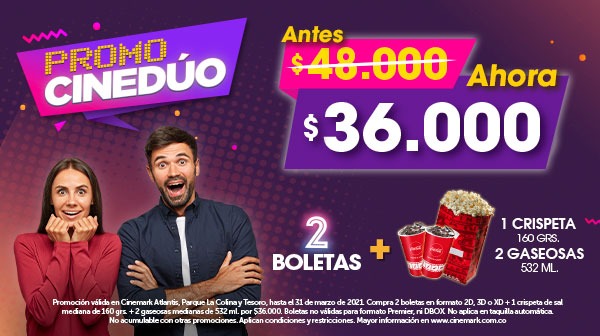 PROMO
CINEDÚO
Antes
$48.000
Ahora
$36.000
2
BOLETAS
+
1 CRISPETA
160 GRS.
2 GASEOSAS
532 ML.
Promoción válida en Cinemark Atlantis, Parque La Colina y Tesoro, hasta el 31 de marzo de 2021. Compra 2 boletas en formato 2D, 3D o XD + 1 crispeta de sal
mediana de 160 grs. + 2 gaseosas medianas de 532 ml. por $36.000. Boletas no válidas para formato Premier, ni DBOX. No aplica en taquilla automática.
No acumulable con otras promociones. Aplican condiciones y restricciones. Mayor información en www.cinemark.com.co